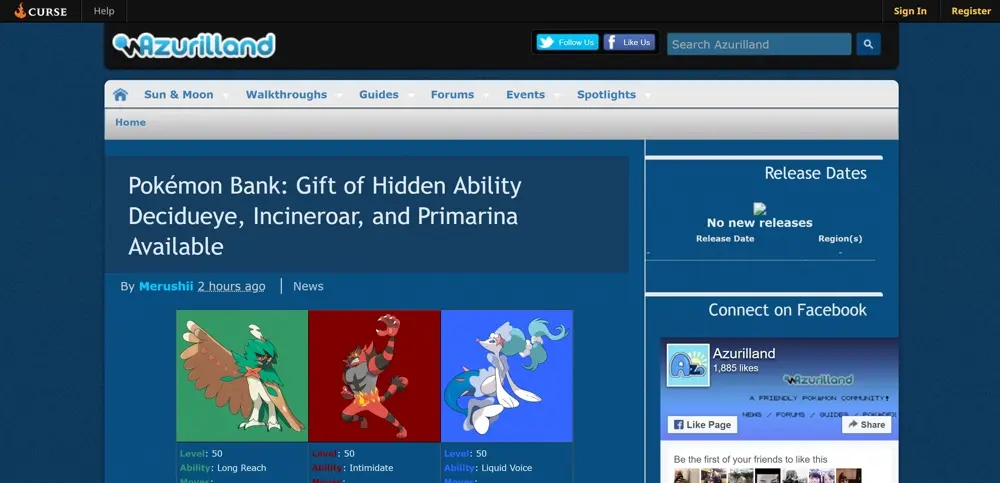 CURSE Help Sign In Register
Azurilland Follow Us Like Us Search Azurilland
Sun & Moon Walkthroughs Guides Forums Events Spotlights
Home
Pokémon Bank: Gift of Hidden Ability
Decidueye, Incineroar, and Primarina
Available
By Merushii 2 hours ago News
Level: 50
Ability: Long Reach
Moves:
Level: 50
Ability: Intimidate
Moves:
Level: 50
Ability: Liquid Voice
Moves:
Release Dates
No new releases
Release Date Region(s)
- -
Connect on Facebook
Azurilland
1,885 likes
Azurilland
A FRIENDLY POKéMON COMMUNITY!
NEWS / FORUMS / GUIDES /
Like Page Share
Be the first of your friends to like this